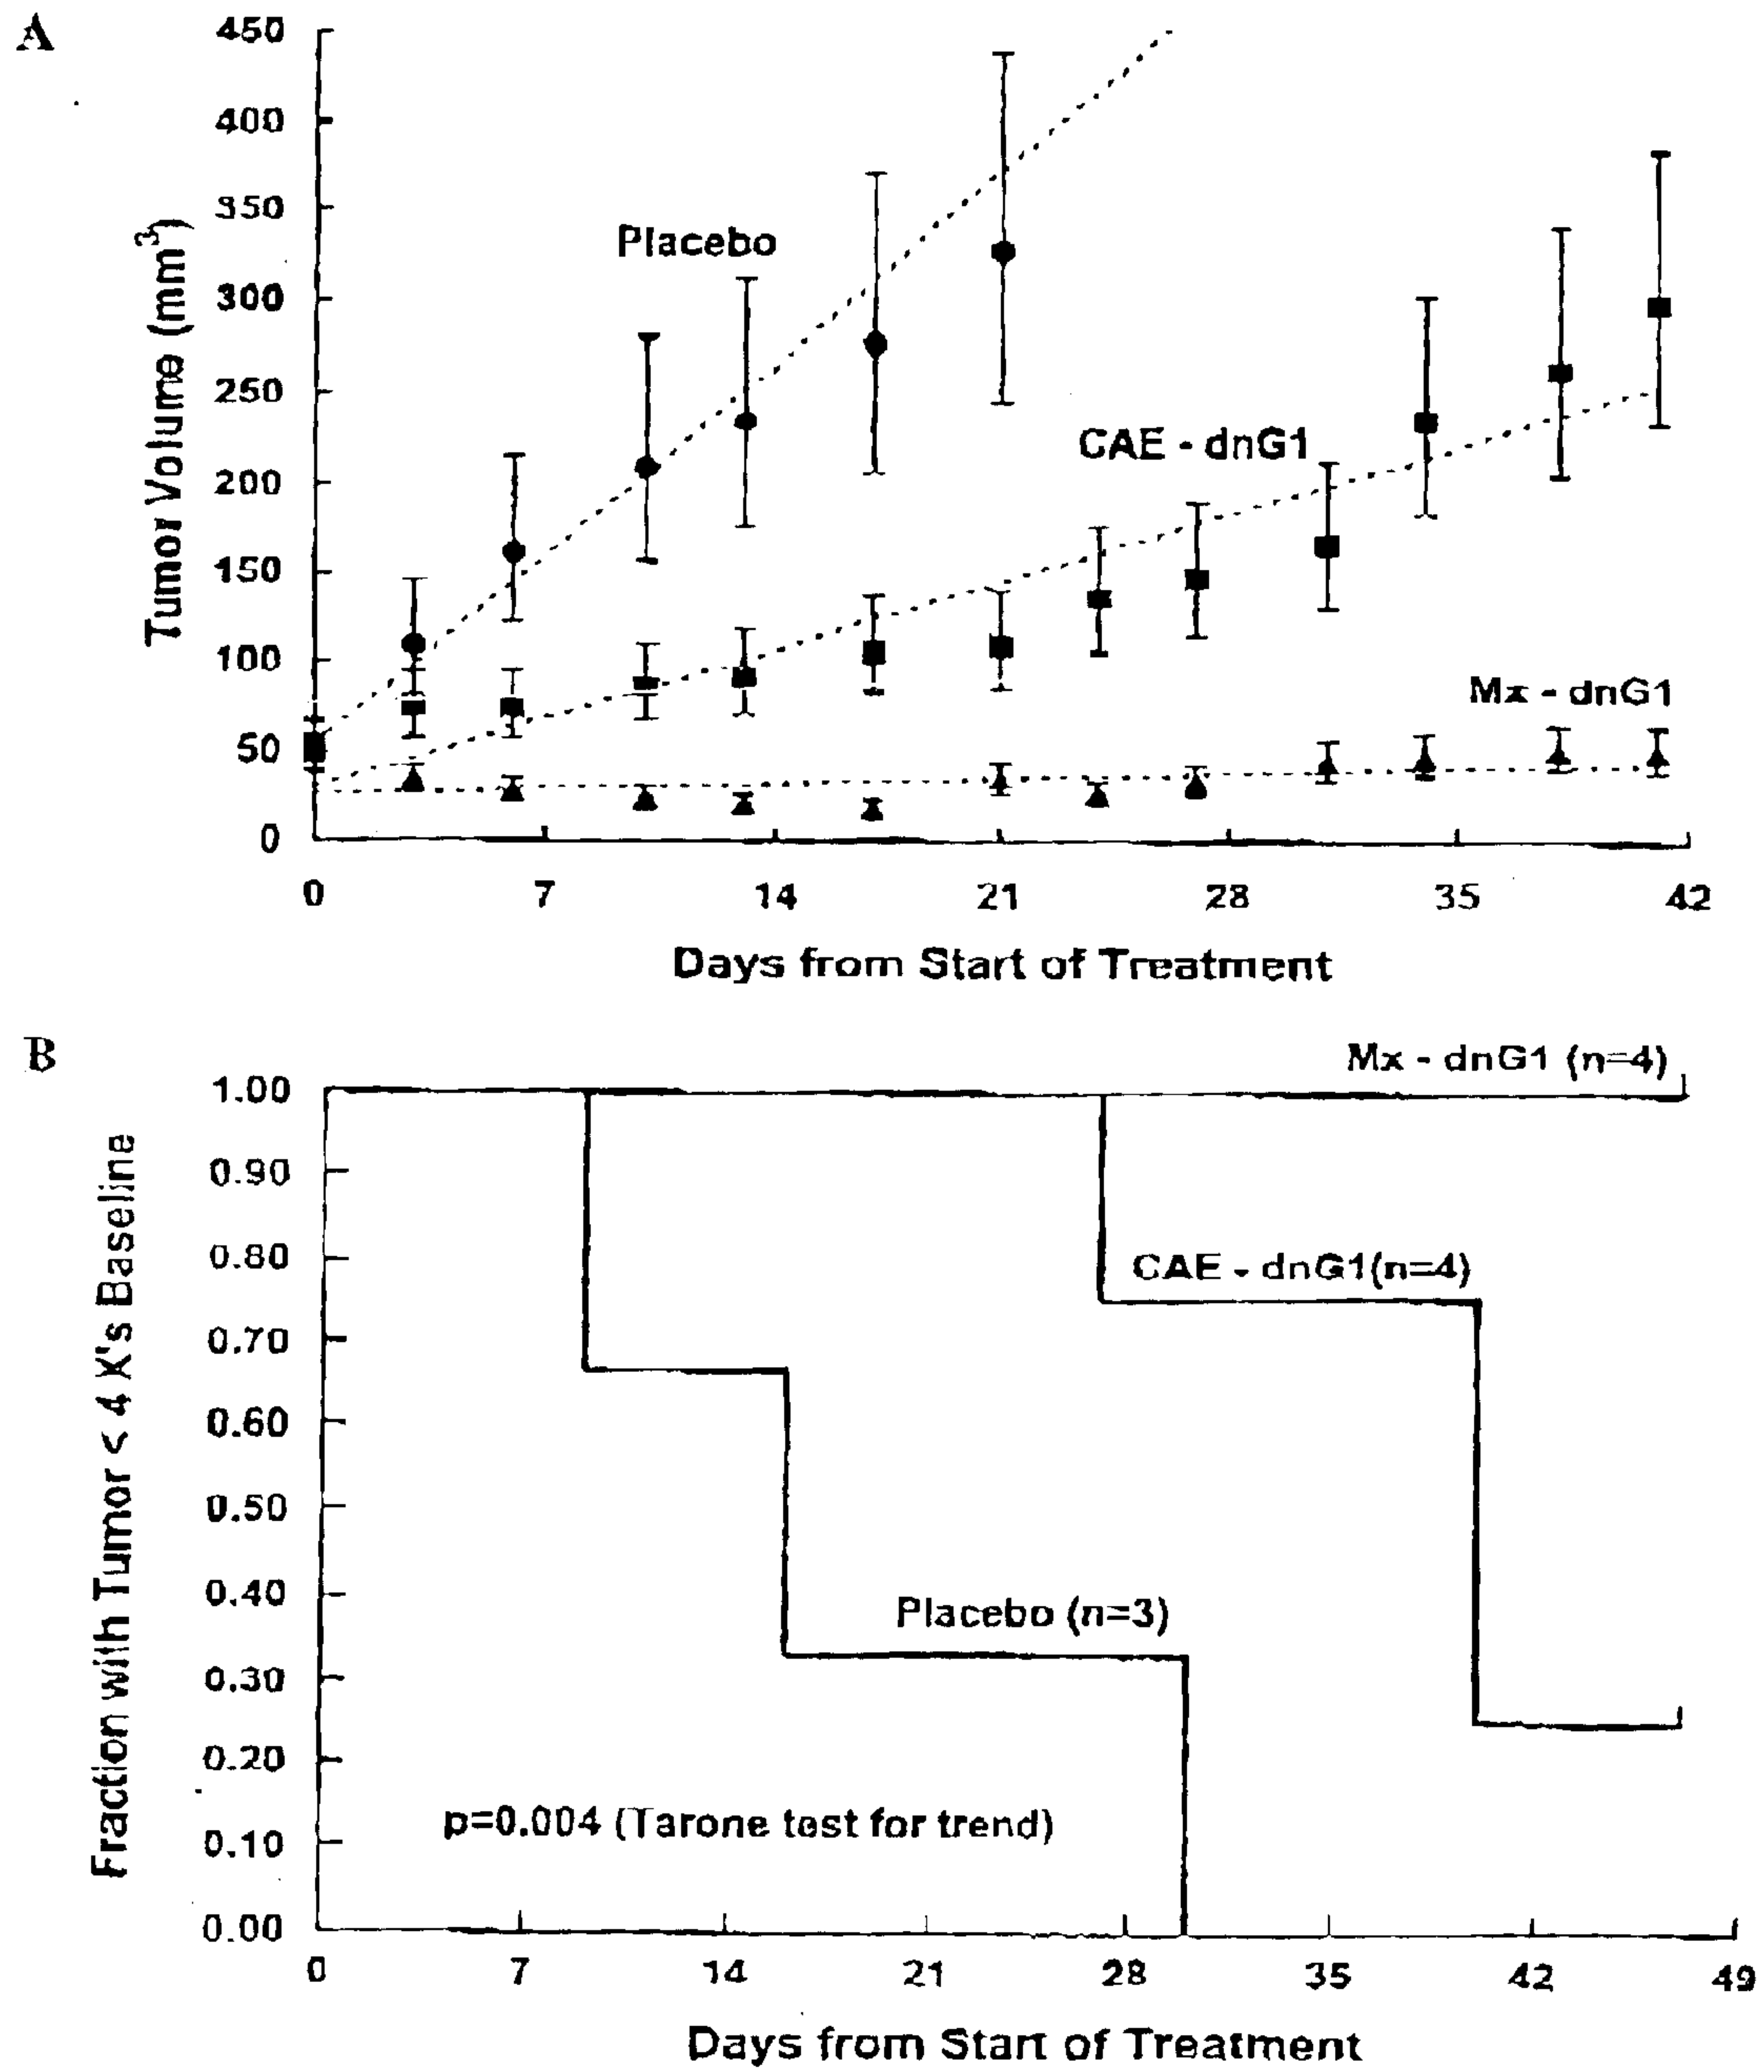 A
450
400
350
300
250
200
150
100
50
0
Tumor Volume (mm³)
Placebo
CAE - dnG1
Mx - dnG1
0 7 14 21 28 35 42
Days from Start of Treatment
B
1.00
0.90
0.80
0.70
0.60
0.50
0.40
0.30
0.20
0.10
0.00
Fraction with Tumor < 4 X's Baseline
Mx - dnG1 (n=4)
CAE - dnG1(n=4)
Placebo (n=3)
p=0.004 (Tarone test for trend)
0 7 14 21 28 35 42 49
Days from Start of Treatment